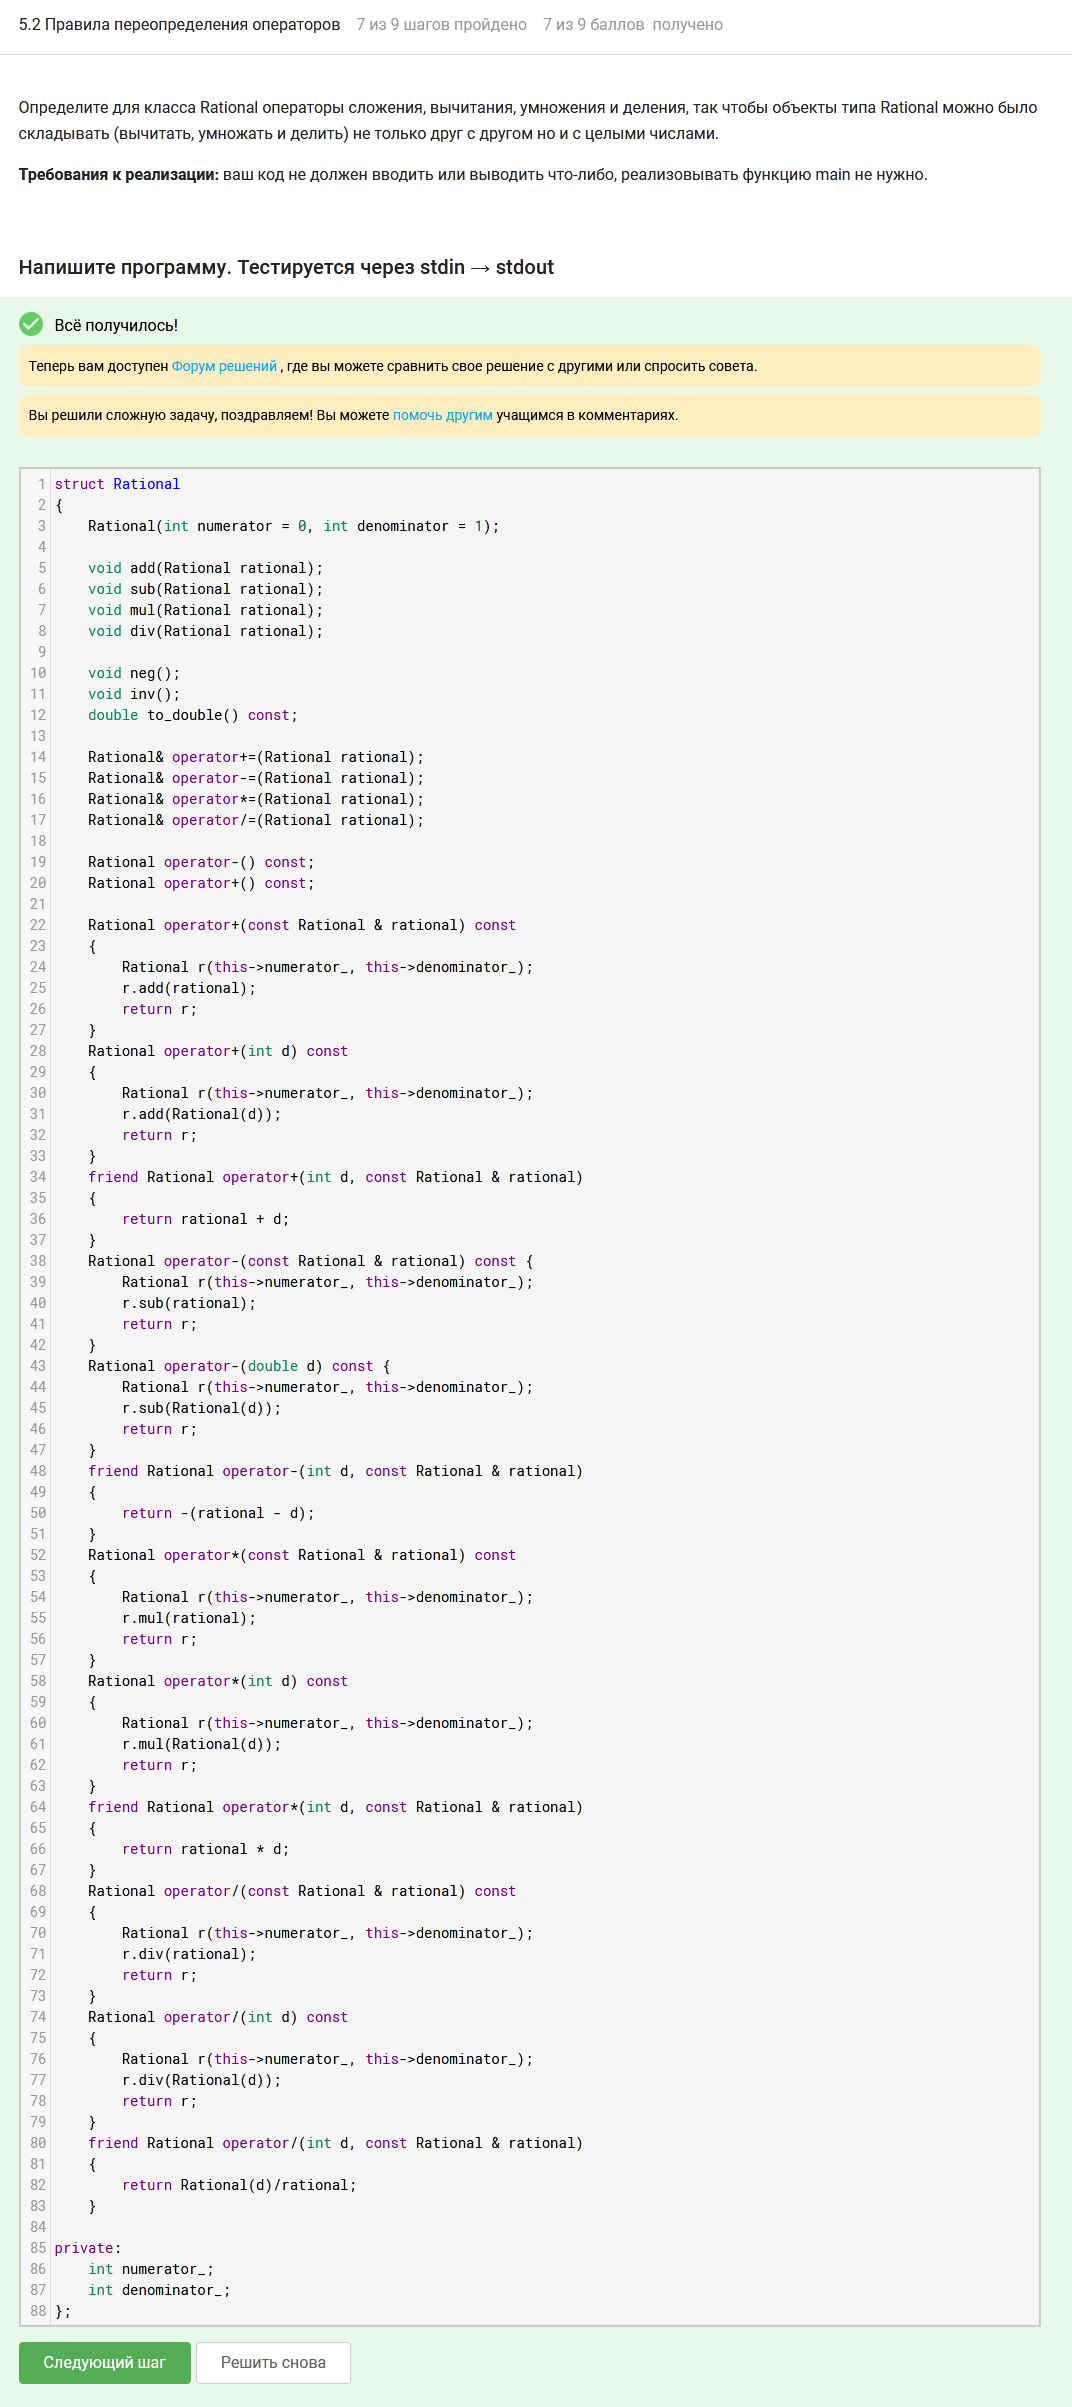 5.2 Правила переопределения операторов 7 из 9 шагов пройдено 7 из 9 баллов получено
Определите для класса Rational операторы сложения, вычитания, умножения и деления, так чтобы объекты типа Rational можно было
складывать (вычитать, умножать и делить) не только друг с другом но и с целыми числами.
Требования к реализации: ваш код не должен вводить или выводить что-либо, реализовывать функцию main не нужно.
Напишите программу. Тестируется через stdin → stdout
Всё получилось!
Теперь вам доступен Форум решений , где вы можете сравнить свое решение с другими или спросить совета.
Вы решили сложную задачу, поздравляем! Вы можете помочь другим учащимся в комментариях.
1 struct Rational
2 {
3     Rational(int numerator = 0, int denominator = 1);
4
5     void add(Rational rational);
6     void sub(Rational rational);
7     void mul(Rational rational);
8     void div(Rational rational);
9
10     void neg();
11     void inv();
12     double to_double() const;
13
14     Rational& operator+=(Rational rational);
15     Rational& operator-=(Rational rational);
16     Rational& operator*=(Rational rational);
17     Rational& operator/=(Rational rational);
18
19     Rational operator-() const;
20     Rational operator+() const;
21
22     Rational operator+(const Rational & rational) const
23     {
24         Rational r(this->numerator_, this->denominator_);
25         r.add(rational);
26         return r;
27     }
28     Rational operator+(int d) const
29     {
30         Rational r(this->numerator_, this->denominator_);
31         r.add(Rational(d));
32         return r;
33     }
34     friend Rational operator+(int d, const Rational & rational)
35     {
36         return rational + d;
37     }
38     Rational operator-(const Rational & rational) const {
39         Rational r(this->numerator_, this->denominator_);
40         r.sub(rational);
41         return r;
42     }
43     Rational operator-(double d) const {
44         Rational r(this->numerator_, this->denominator_);
45         r.sub(Rational(d));
46         return r;
47     }
48     friend Rational operator-(int d, const Rational & rational)
49     {
50         return -(rational - d);
51     }
52     Rational operator*(const Rational & rational) const
53     {
54         Rational r(this->numerator_, this->denominator_);
55         r.mul(rational);
56         return r;
57     }
58     Rational operator*(int d) const
59     {
60         Rational r(this->numerator_, this->denominator_);
61         r.mul(Rational(d));
62         return r;
63     }
64     friend Rational operator*(int d, const Rational & rational)
65     {
66         return rational * d;
67     }
68     Rational operator/(const Rational & rational) const
69     {
70         Rational r(this->numerator_, this->denominator_);
71         r.div(rational);
72         return r;
73     }
74     Rational operator/(int d) const
75     {
76         Rational r(this->numerator_, this->denominator_);
77         r.div(Rational(d));
78         return r;
79     }
80     friend Rational operator/(int d, const Rational & rational)
81     {
82         return Rational(d)/rational;
83     }
84
85 private:
86     int numerator_;
87     int denominator_;
88 };
Следующий шаг Решить снова